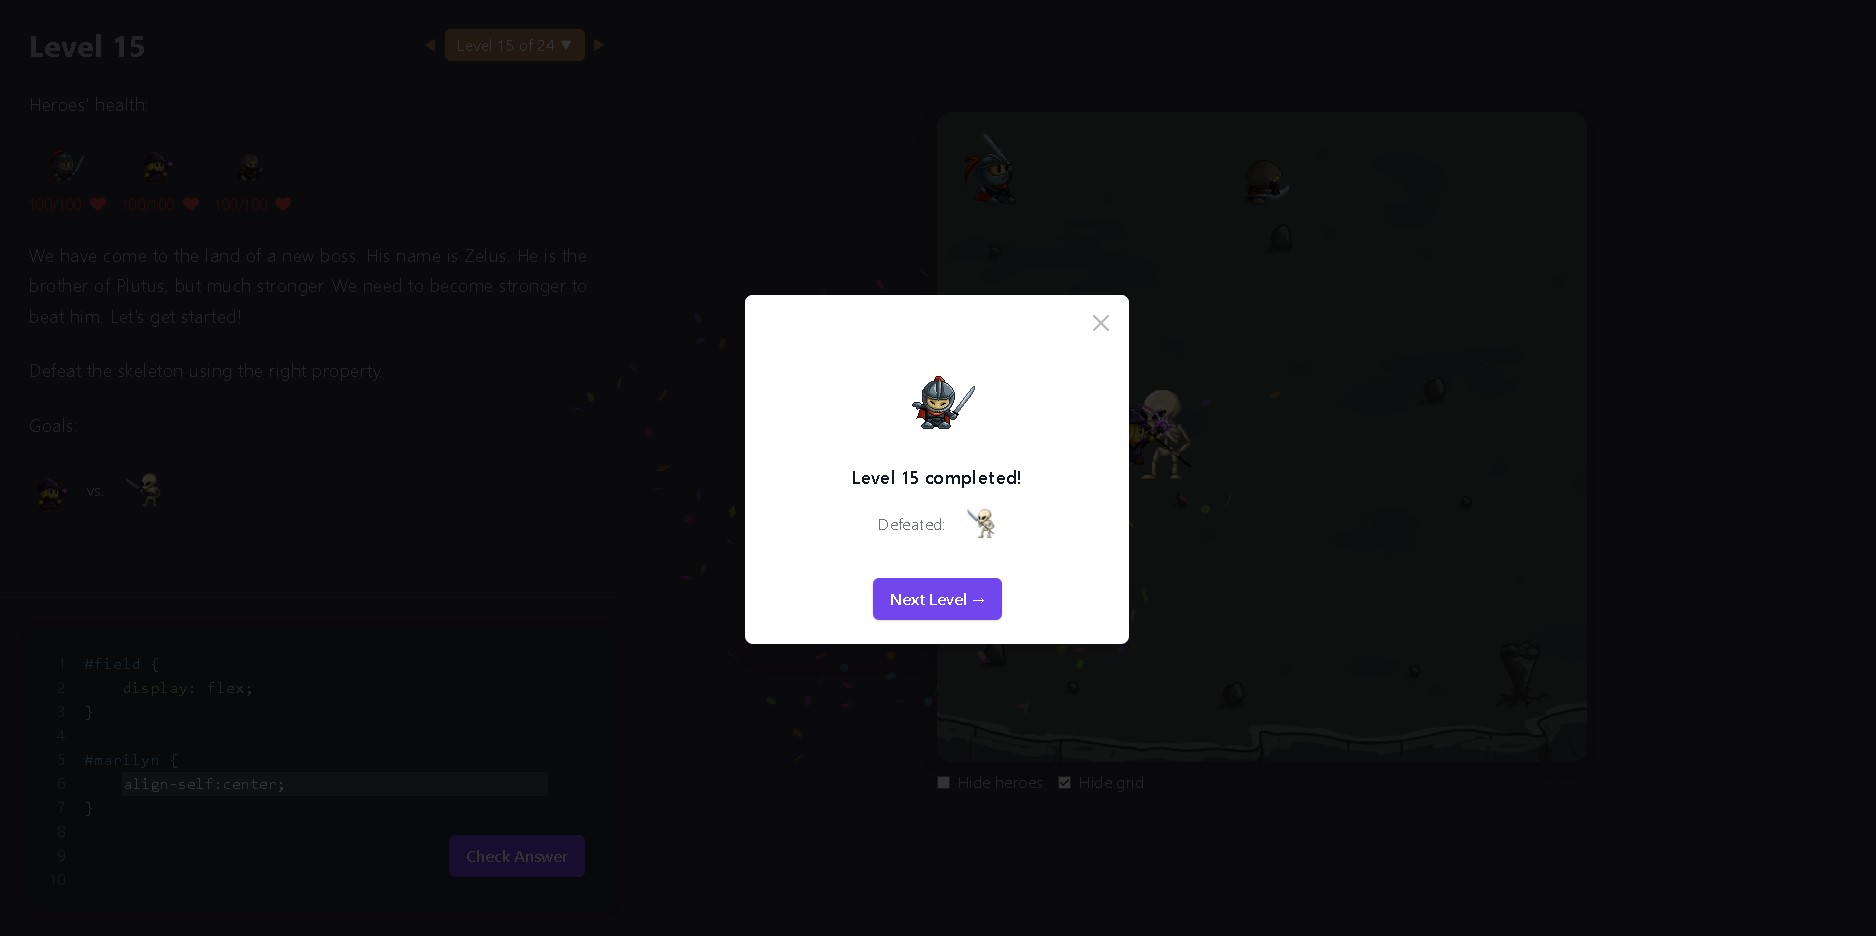 Level 15
Level 15 of 24 ▼
Heroes' health:
100/100 100/100 100/100
We have come to the land of a new boss. His name is Zelus. He is the
brother of Plutus, but much stronger. We need to become stronger to
beat him. Let's get started!
Defeat the skeleton using the right property.
Goals:
vs.
1 #field {
2 display: flex;
3 }
4
5 #marilyn {
6 align-self:center;
7 }
8
9
10
Check Answer
Level 15 completed!
Defeated:
Next Level →
Hide heroes Hide grid